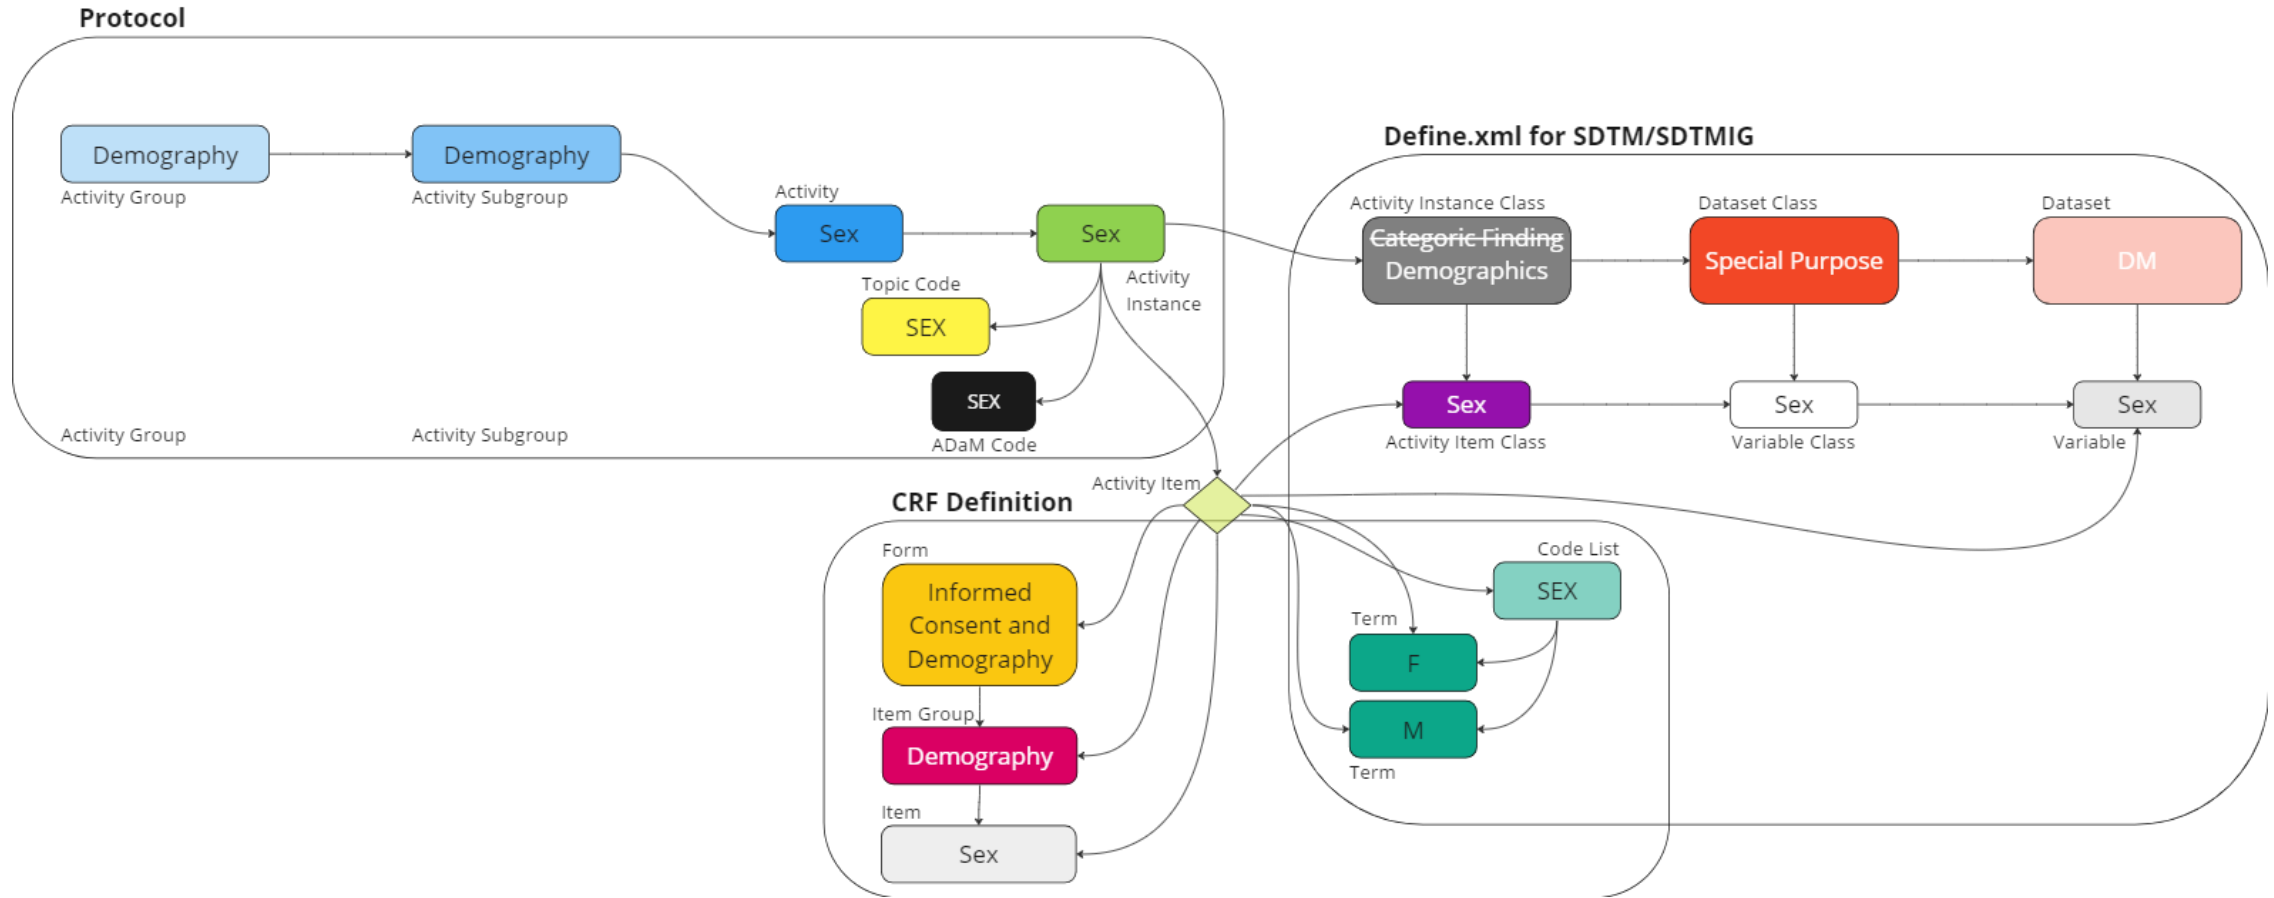 Protocol
Demography
Activity Group
Demography
Activity Subgroup
Activity
Sex
Sex
Activity
Instance
Topic Code
SEX
SEX
ADaM Code
Activity Group
Activity Subgroup
Define.xml for SDTM/SDTMIG
Activity Instance Class
Categoric Finding
Demographics
Dataset Class
Special Purpose
Dataset
DM
Sex
Activity Item Class
Sex
Variable Class
Sex
Variable
Activity Item
CRF Definition
Form
Informed
Consent and
Demography
Item Group
Demography
Item
Sex
Code List
SEX
Term
F
M
Term